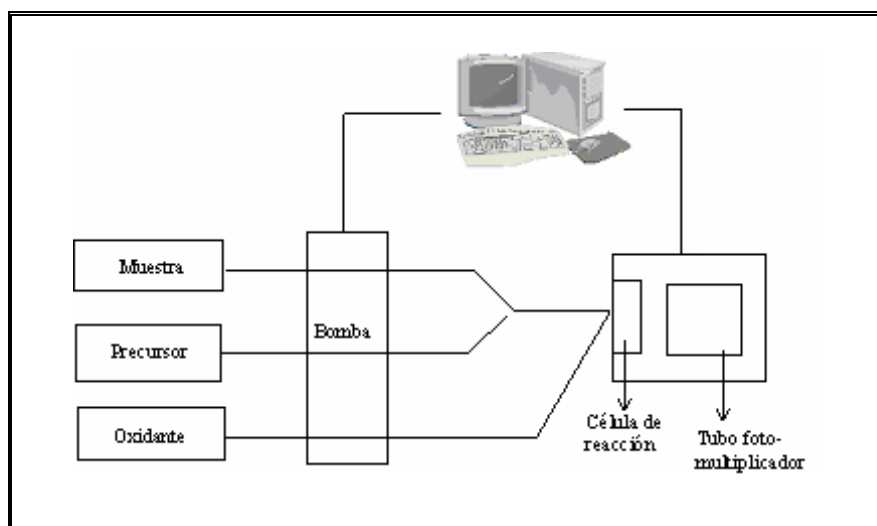 Muestra
Bomba
Precursor
Oxidante
Célula de
reacción
Tubo foto-
multiplicador